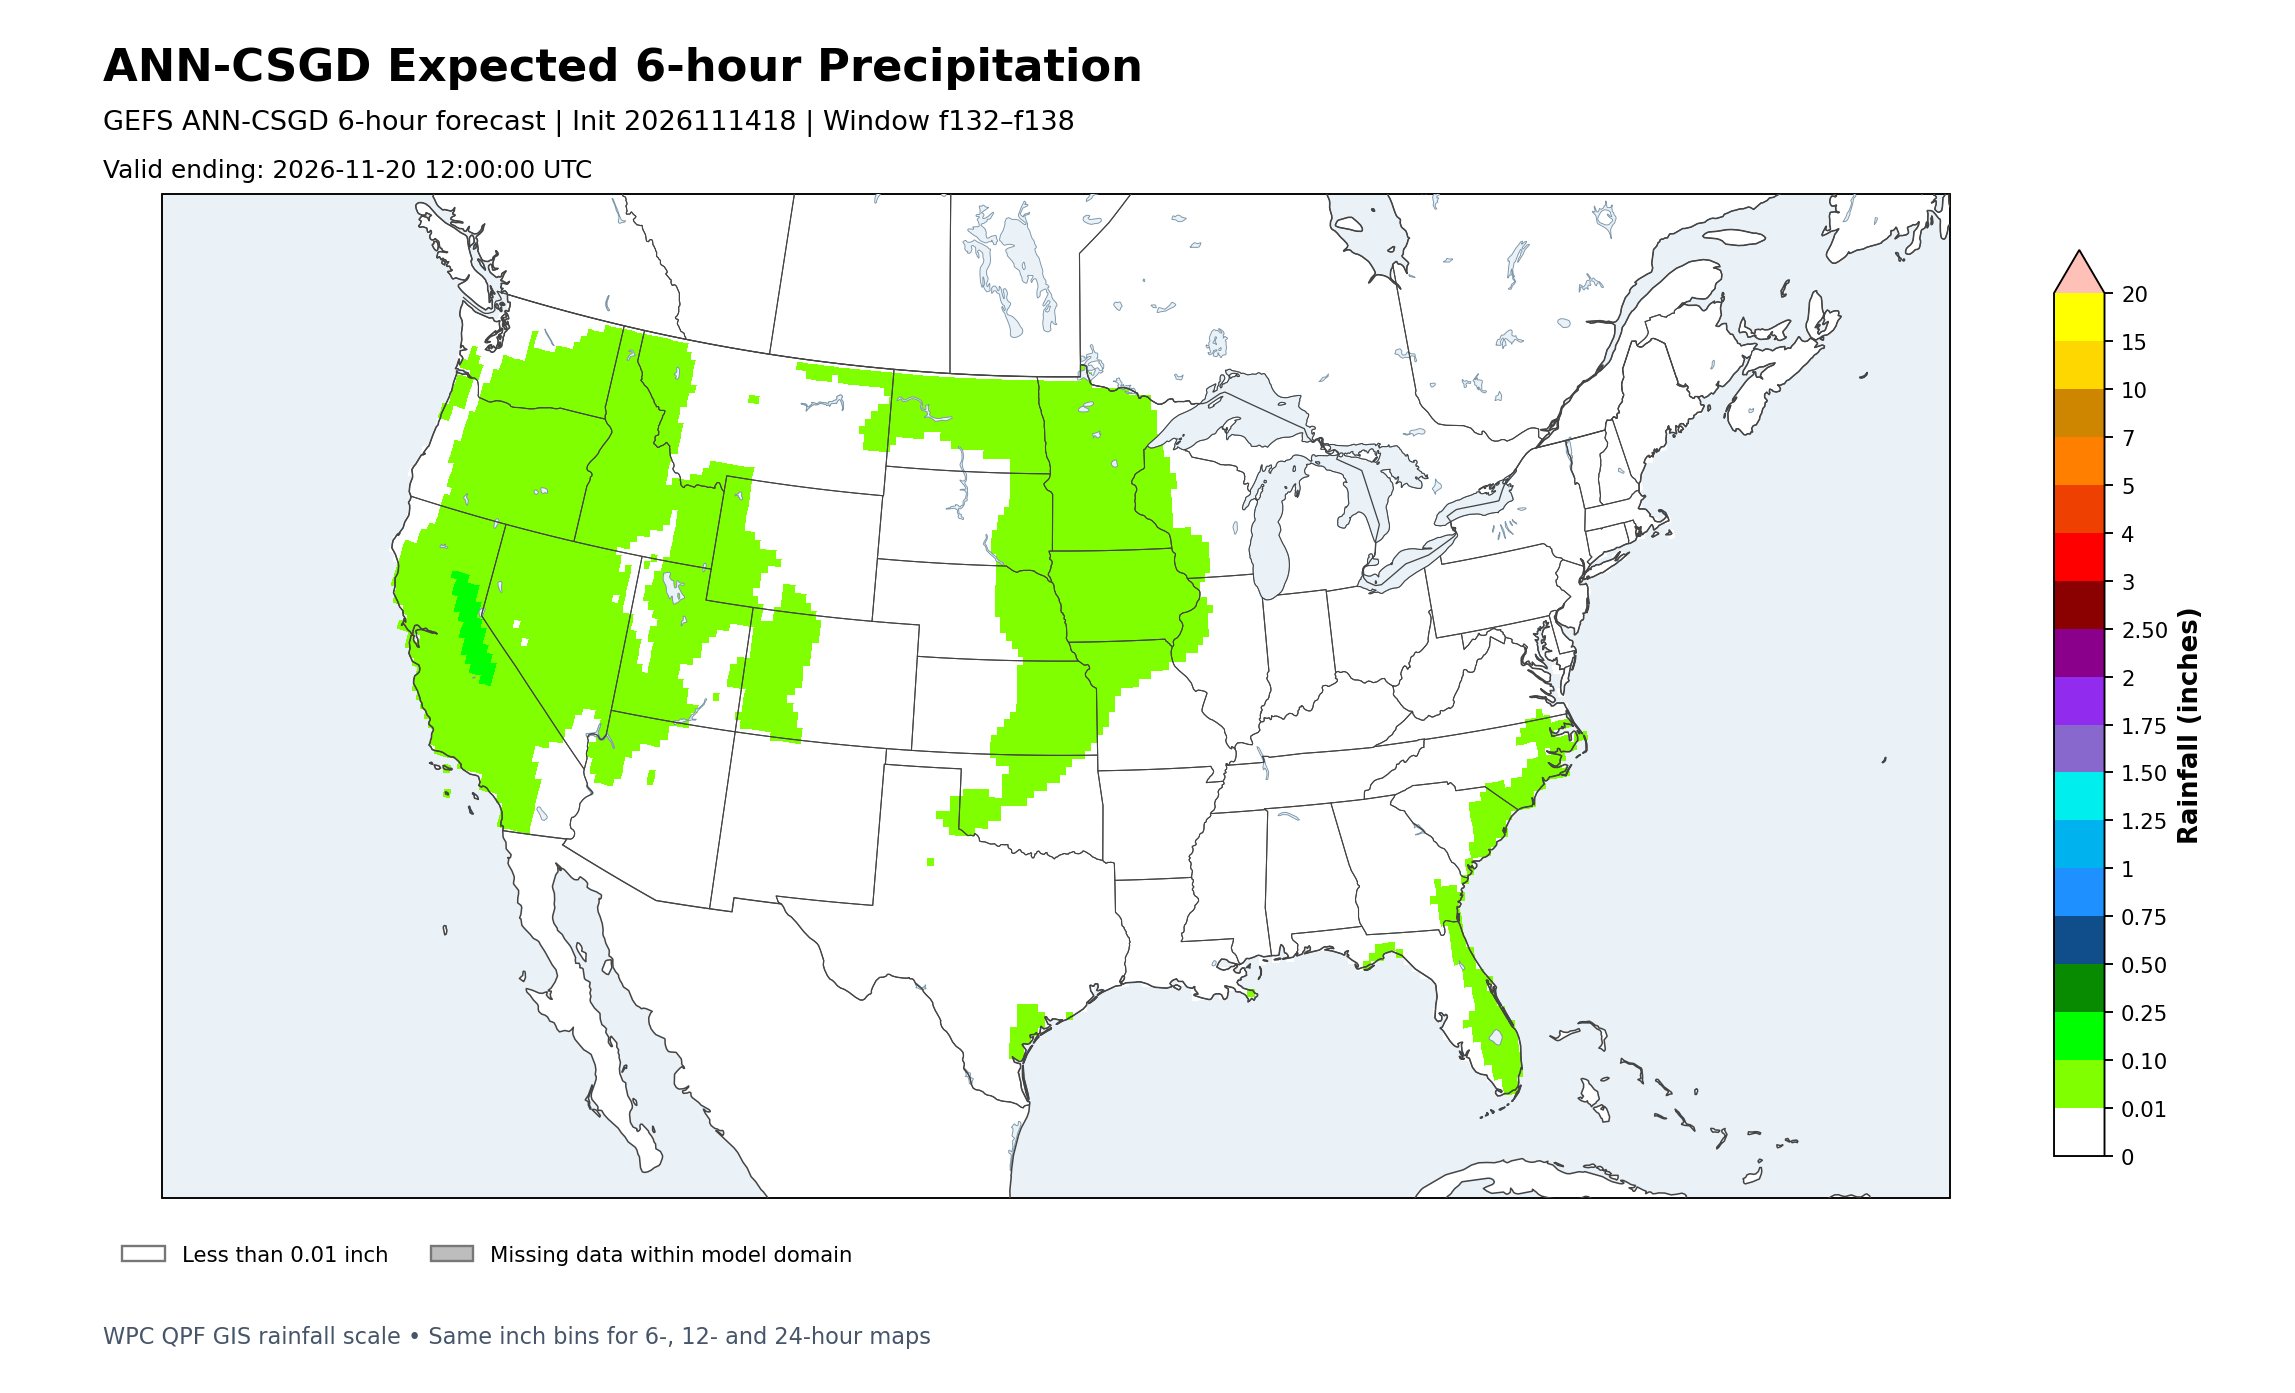 ANN-CSGD Expected 6-hour Precipitation
GEFS ANN-CSGD 6-hour forecast | Init 2026111418 | Window f132–f138
Valid ending: 2026-11-20 12:00:00 UTC
20
15
10
7
5
4
3
2.50
2
1.75
1.50
1.25
1
0.75
0.50
0.25
0.10
0.01
0
Rainfall (inches)
Less than 0.01 inch
Missing data within model domain
WPC QPF GIS rainfall scale • Same inch bins for 6-, 12- and 24-hour maps